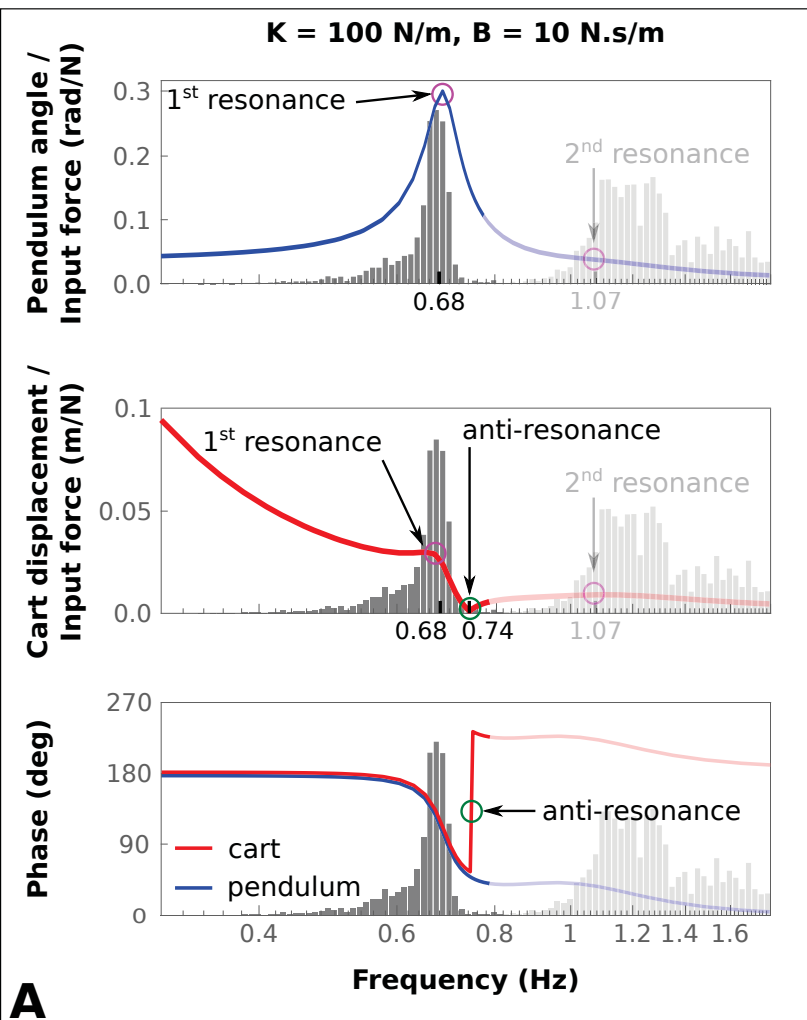 K = 100 N/m, B = 10 N.s/m
Pendulum angle /
Input force (rad/N)
0.3
0.2
0.1
0.0
1st resonance
2nd resonance
0.68
1.07
Cart displacement /
Input force (m/N)
0.1
0.05
0.0
1st resonance
anti-resonance
2nd resonance
0.68
0.74
1.07
Phase (deg)
270
180
90
0
anti-resonance
cart
pendulum
0.4
0.6
0.8
1
1.2
1.4
1.6
Frequency (Hz)
A